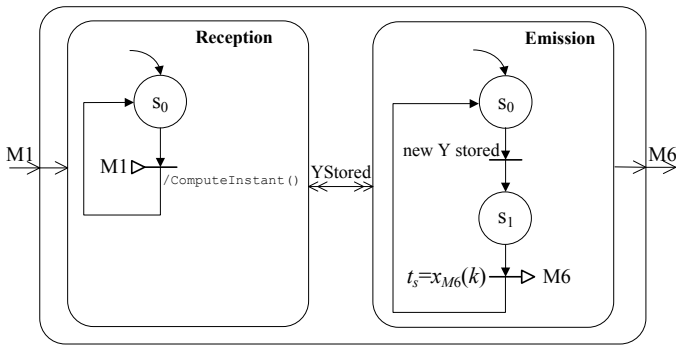 Reception
s0
M1
M1
/ComputeInstant()
YStored
Emission
s0
new Y stored
s1
ts=xM6(k)
M6
M6